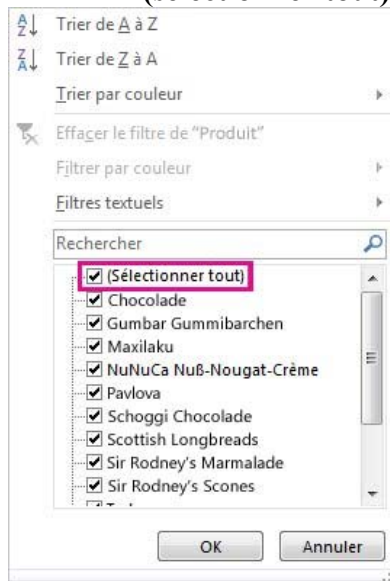 (sélectionner tout)
Trier de A à Z
Trier de Z à A
Trier par couleur
Effacer le filtre de "Produit"
Filtrer par couleur
Filtres textuels
Rechercher
(Sélectionner tout)
Chocolade
Gumbar Gummibarchen
Maxilaku
NuNuCa Nuß-Nougat-Crème
Pavlova
Schoggi Chocolade
Scottish Longbreads
Sir Rodney's Marmalade
Sir Rodney's Scones
OK Annuler